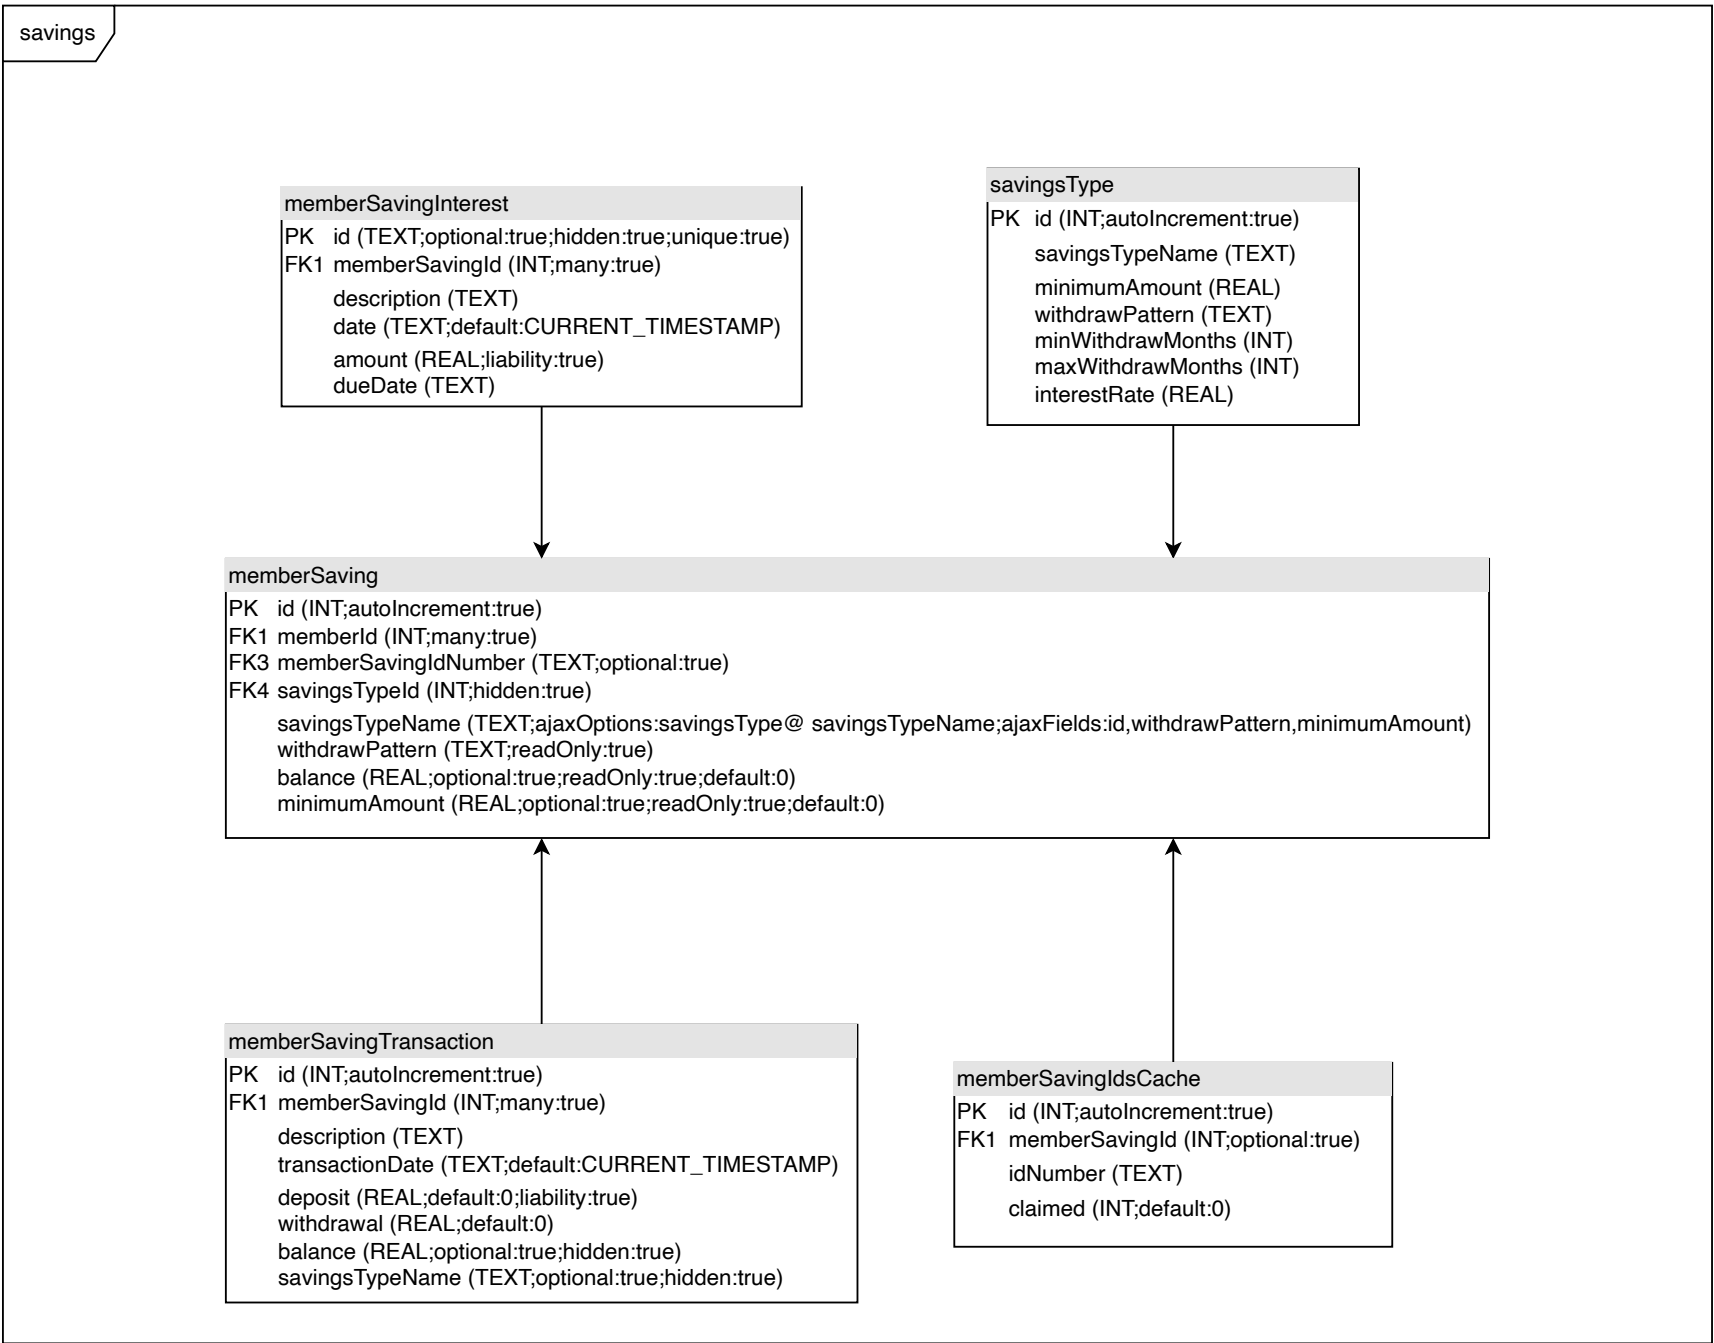 savings
memberSavingInterest
PK id (TEXT;optional:true;hidden:true;unique:true)
FK1 memberSavingId (INT;many:true)
description (TEXT)
date (TEXT;default:CURRENT_TIMESTAMP)
amount (REAL;liability:true)
dueDate (TEXT)
savingsType
PK id (INT;autoIncrement:true)
savingsTypeName (TEXT)
minimumAmount (REAL)
withdrawPattern (TEXT)
minWithdrawMonths (INT)
maxWithdrawMonths (INT)
interestRate (REAL)
memberSaving
PK id (INT;autoIncrement:true)
FK1 memberId (INT;many:true)
FK3 memberSavingIdNumber (TEXT;optional:true)
FK4 savingsTypeId (INT;hidden:true)
savingsTypeName (TEXT;ajaxOptions:savingsType@ savingsTypeName;ajaxFields:id,withdrawPattern,minimumAmount)
withdrawPattern (TEXT;readOnly:true)
balance (REAL;optional:true;readOnly:true;default:0)
minimumAmount (REAL;optional:true;readOnly:true;default:0)
memberSavingTransaction
PK id (INT;autoIncrement:true)
FK1 memberSavingId (INT;many:true)
description (TEXT)
transactionDate (TEXT;default:CURRENT_TIMESTAMP)
deposit (REAL;default:0;liability:true)
withdrawal (REAL;default:0)
balance (REAL;optional:true;hidden:true)
savingsTypeName (TEXT;optional:true;hidden:true)
memberSavingIdsCache
PK id (INT;autoIncrement:true)
FK1 memberSavingId (INT;optional:true)
idNumber (TEXT)
claimed (INT;default:0)